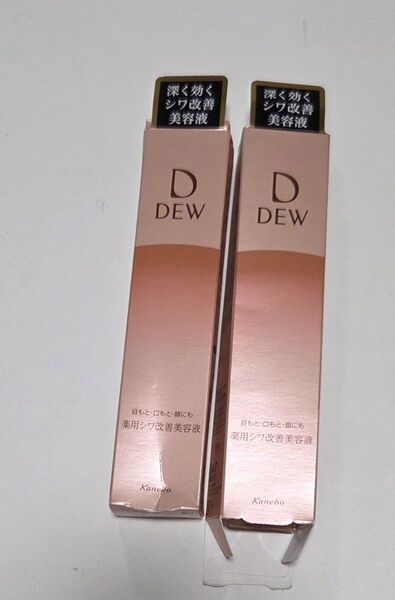 深く効く
シワ改善
美容液
D
DEW
目もと・口もと・顔にも
薬用シワ改善美容液
Kanebo
深く効く
シワ改善
美容液
D
DEW
目もと・口もと・顔にも
薬用シワ改善美容液
Kanebo